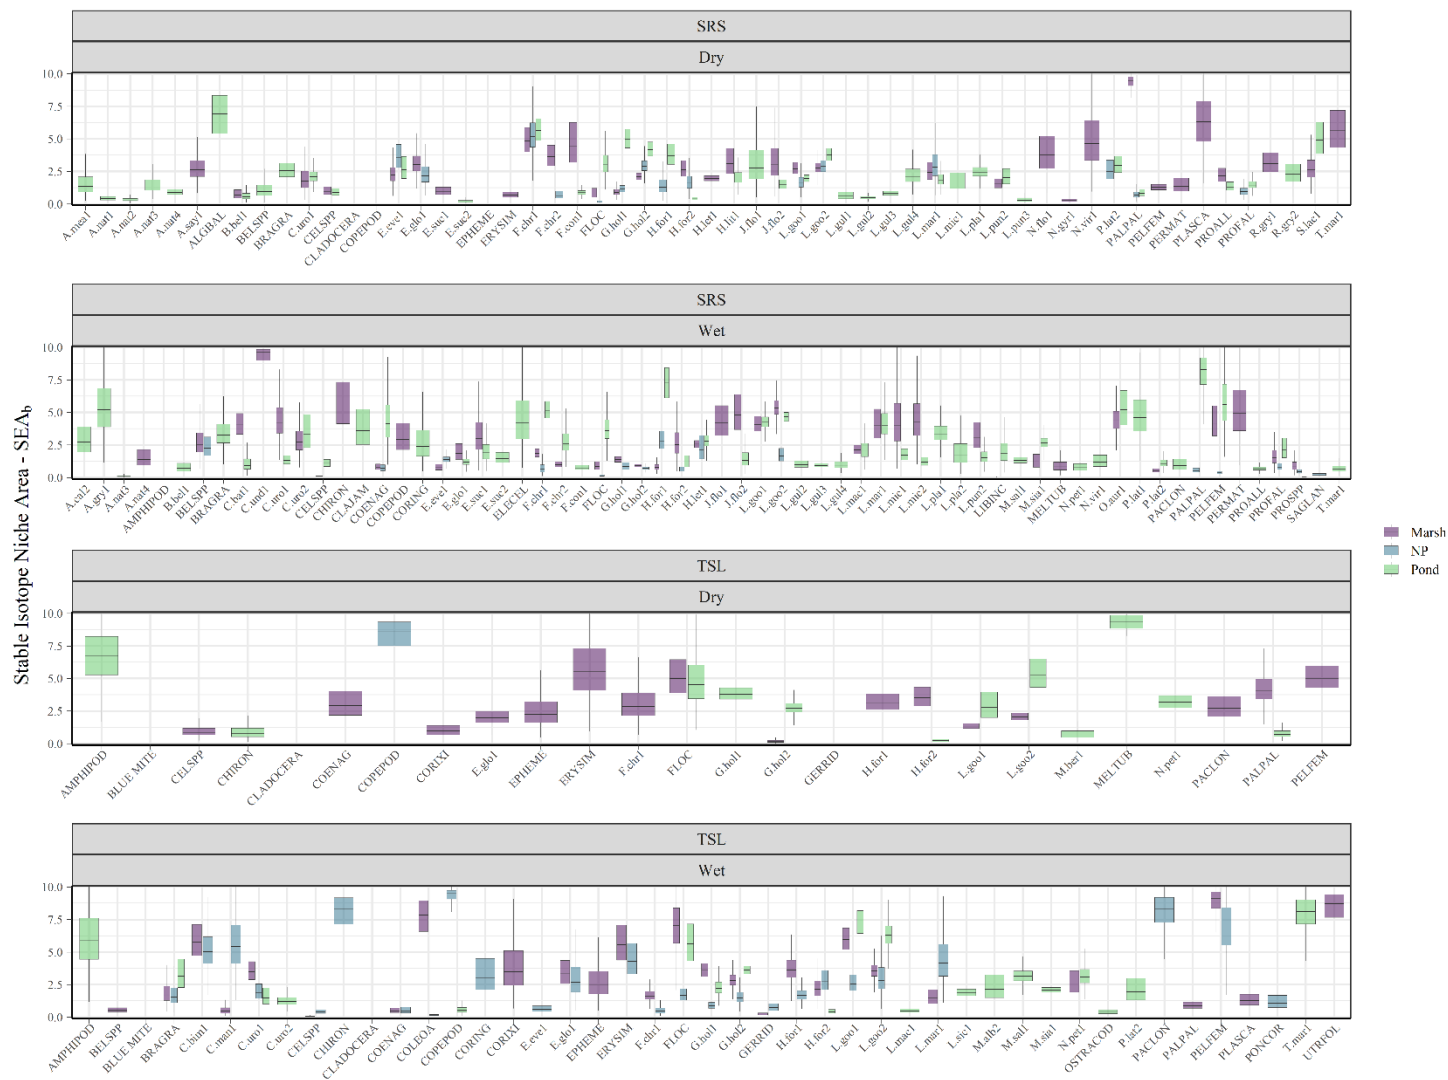 SRS
Dry
10.0
7.5
5.0
2.5
0.0
A.mea1 A.nat1 A.nat2 A.nat3 A.nat4 A.say1 ALGBAL B.bel1 BELSPP BRAGRA C.uro1 CELSPP CLADOCERA COPEPOD E.eve1 E.glo1 E.suc1 E.suc2 EPHEME ERYSIM F.chr1 F.chr2 F.con1 FLOC G.hol1 G.hol2 H.for1 H.for2 H.let1 J.flo1 J.flo2 L.goo1 L.goo2 L.gul1 L.gul2 L.gul3 L.gul4 L.mar1 L.mic1 L.pla1 L.pun2 L.pun3 N.flo1 N.gyr1 N.vir1 P.lat2 PALPAL PELFEM PERMAT PLASCA PROALL PROFAL R.gry1 R.gry2 S.lac1 T.mar1
SRS
Wet
10.0
7.5
5.0
2.5
0.0
A.gry1 A.nat3 A.nat4 AMPHIPOD B.bel1 BELSPP BRAGRA C.bat1 C.und1 C.uro1 C.uro2 CELSPP CHIRON CLAJAM COENAG COPEPOD CORING E.eve1 E.glo1 E.suc1 E.suc2 ELECEL F.chr1 F.chr2 F.con1 FLOC G.hol1 G.hol2 H.for1 H.for2 H.let1 J.flo1 J.flo2 L.goo1 L.goo2 L.gul2 L.gul3 L.gul4 L.mac1 L.mar1 L.mic1 L.mic2 L.pla1 L.pla2 L.pun2 LIBINC M.sal1 M.sia1 MELTUB N.pet1 N.vir1 O.aur1 P.lat1 P.lat2 PACLON PALPAL PELFEM PERMAT PROALL PROFAL PROSPP SAGLAN T.mar1
Stable Isotope Niche Area - SEAb
TSL
Dry
10.0
7.5
5.0
2.5
0.0
AMPHIPOD BLUE MITE CELSPP CHIRON CLADOCERA COENAG COPEPOD CORIXI E.glo1 EPHEME ERYSIM F.chr1 FLOC G.hol1 G.hol2 GERRID H.for1 H.for2 L.goo1 L.goo2 M.ber1 MELTUB N.pet1 PACLON PALPAL PELFEM
Marsh
NP
Pond
TSL
Wet
10.0
7.5
5.0
2.5
0.0
AMPHIPOD BELSPP BLUE MITE BRAGRA C.bim1 C.mar1 C.uro1 C.uro2 CELSPP CHIRON CLADOCERA COENAG COLEOA COPEPOD CORING CORIXI E.eve1 E.glo1 EPHEME ERYSIM F.chr1 FLOC G.hol1 G.hol2 GERRID H.for1 H.for2 L.goo1 L.goo2 L.mac1 L.mar1 L.sic1 M.alb2 M.sal1 M.sia1 N.pet1 OSTRACOD P.lat2 PACLON PALPAL PELFEM PLASCA PONCOR T.mar1 UTRFOL